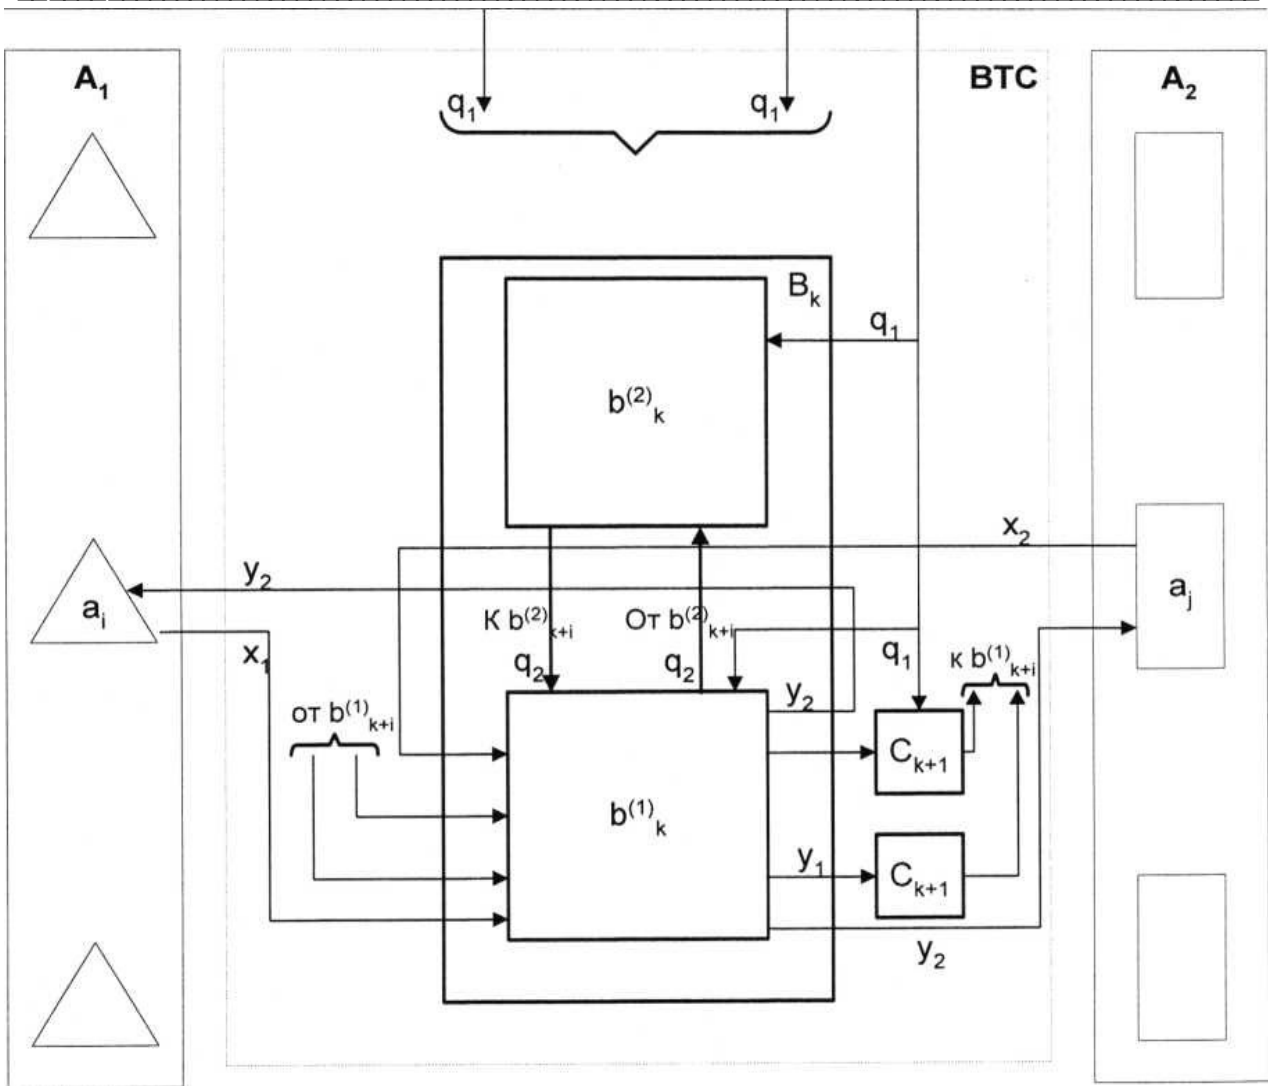 A₁
ВТС
A₂
q₁
q₁
Bₖ
q₁
b⁽²⁾ₖ
x₂
y₂
aᵢ
aⱼ
К b⁽²⁾ₖ₊ᵢ
От b⁽²⁾ₖ₊ᵢ
x₁
q₂
q₂
q₁
к b⁽¹⁾ₖ₊ᵢ
y₂
от b⁽¹⁾ₖ₊ᵢ
Cₖ₊₁
b⁽¹⁾ₖ
y₁
Cₖ₊₁
y₂